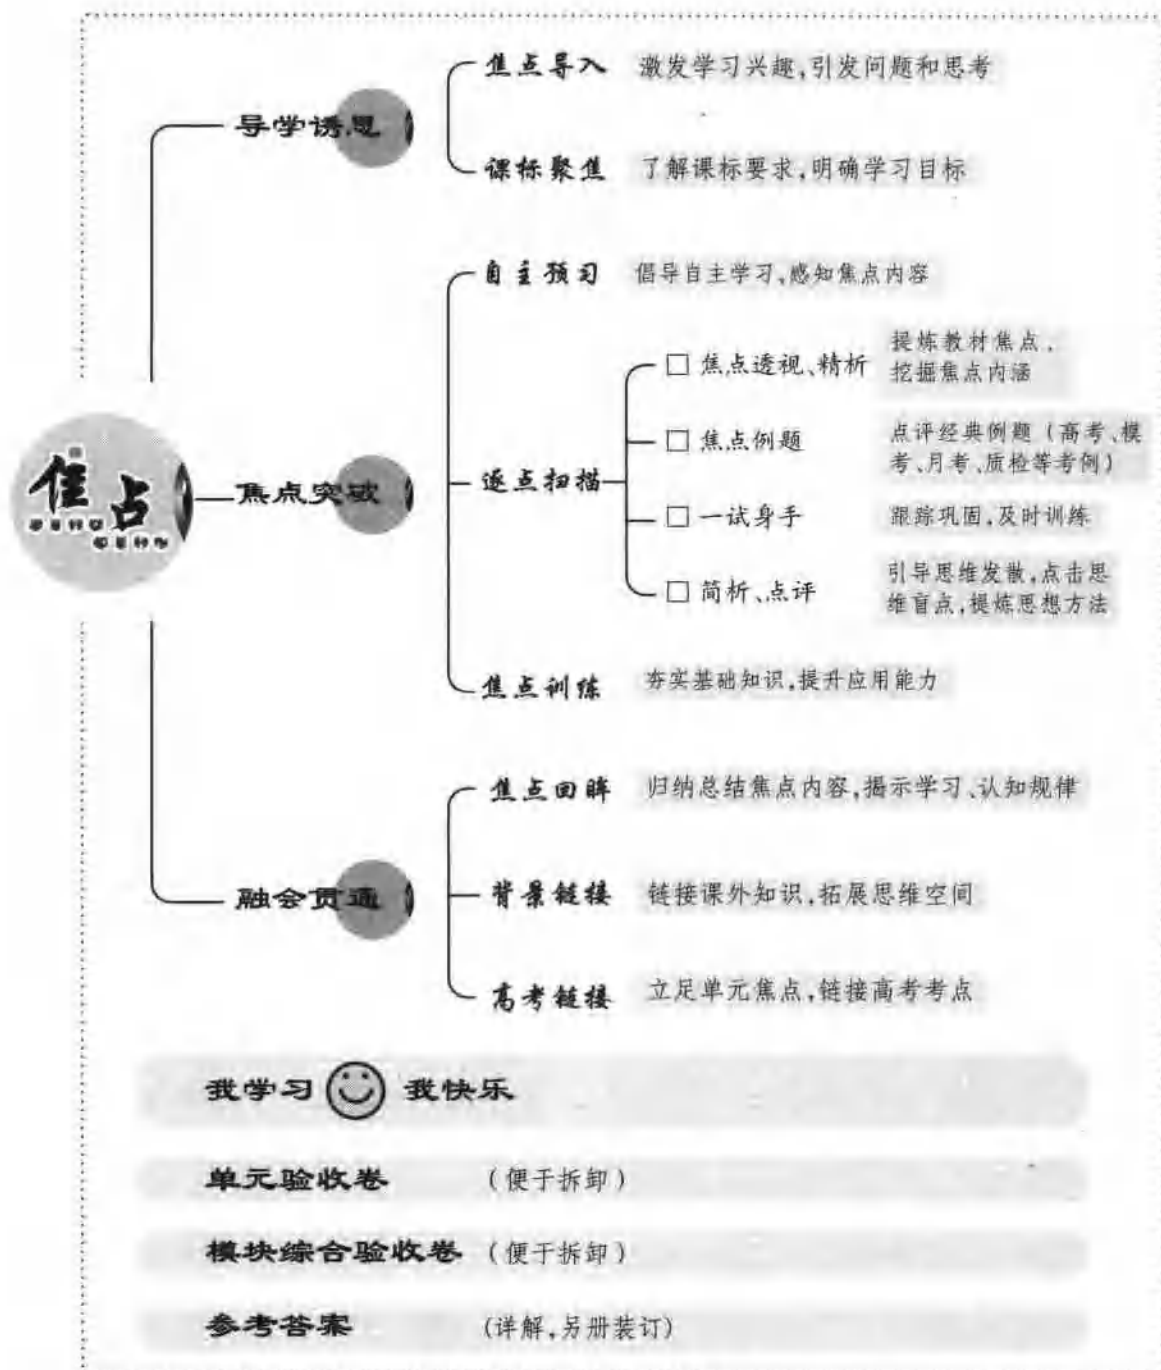 导学诱思
焦点导入 激发学习兴趣,引发问题和思考
课标聚焦 了解课标要求,明确学习目标
焦点
焦点突破
自主预习 倡导自主学习,感知焦点内容
逐点扫描
□ 焦点透视、精析 提炼教材焦点,
挖掘焦点内涵
□ 焦点例题 点评经典例题(高考、模
考、月考、质检等考例)
□ 一试身手 跟踪巩固,及时训练
□ 简析、点评 引导思维发散,点击思
维盲点,提炼思想方法
焦点训练 夯实基础知识,提升应用能力
融会贯通
焦点回眸 归纳总结焦点内容,揭示学习、认知规律
背景链接 链接课外知识,拓展思维空间
高考链接 立足单元焦点,链接高考考点
我学习 我快乐
单元验收卷 (便于拆卸)
模块综合验收卷 (便于拆卸)
参考答案 (详解,另册装订)